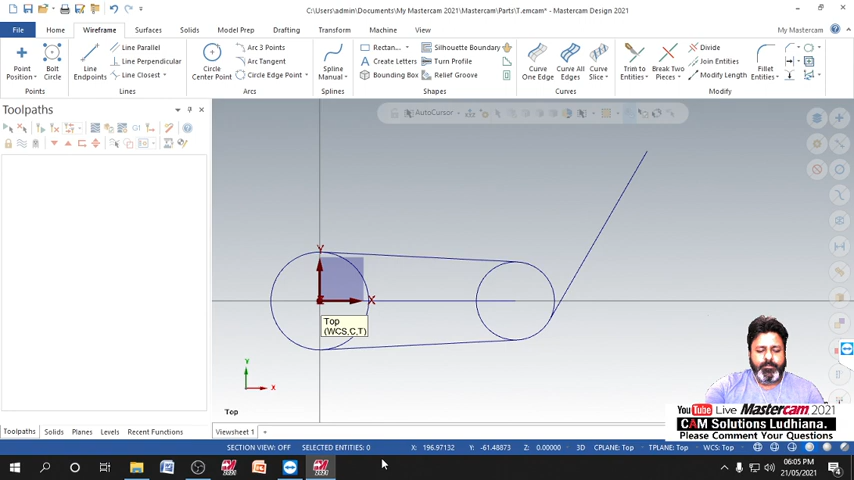 C:\Users\admin\Documents\My Mastercam 2021\Mastercam\Parts\T.emcam* - Mastercam Design 2021
File Home Wireframe Surfaces Solids Model Prep Drafting Transform Machine View My Mastercam
Point Position Bolt Circle
Points
Line Endpoints Line Parallel Line Perpendicular Line Closest
Lines
Circle Center Point Arc 3 Points Arc Tangent Circle Edge Point
Arcs
Spline Manual
Splines
Rectan... Create Letters Bounding Box Silhouette Boundary Turn Profile Relief Groove
Shapes
Curve One Edge Curve All Edges Curve Slice
Curves
Trim to Entities Break Two Pieces Divide Join Entities Modify Length Fillet Entities
Modify
Toolpaths
AutoCursor
Y
X
Top
(WCS,C,T)
Y
X
Top
YouTube Live Mastercam 2021
CAM Solutions Ludhiana.
Please Comment Your Questions
Toolpaths Solids Planes Levels Recent Functions
Viewsheet 1
SECTION VIEW: OFF SELECTED ENTITIES: 0 X: 196.97132 Y: -61.48873 Z: 0.00000 3D CPLANE: TOP TPLANE: TOP WCS: TOP
06:05 PM
21/05/2021